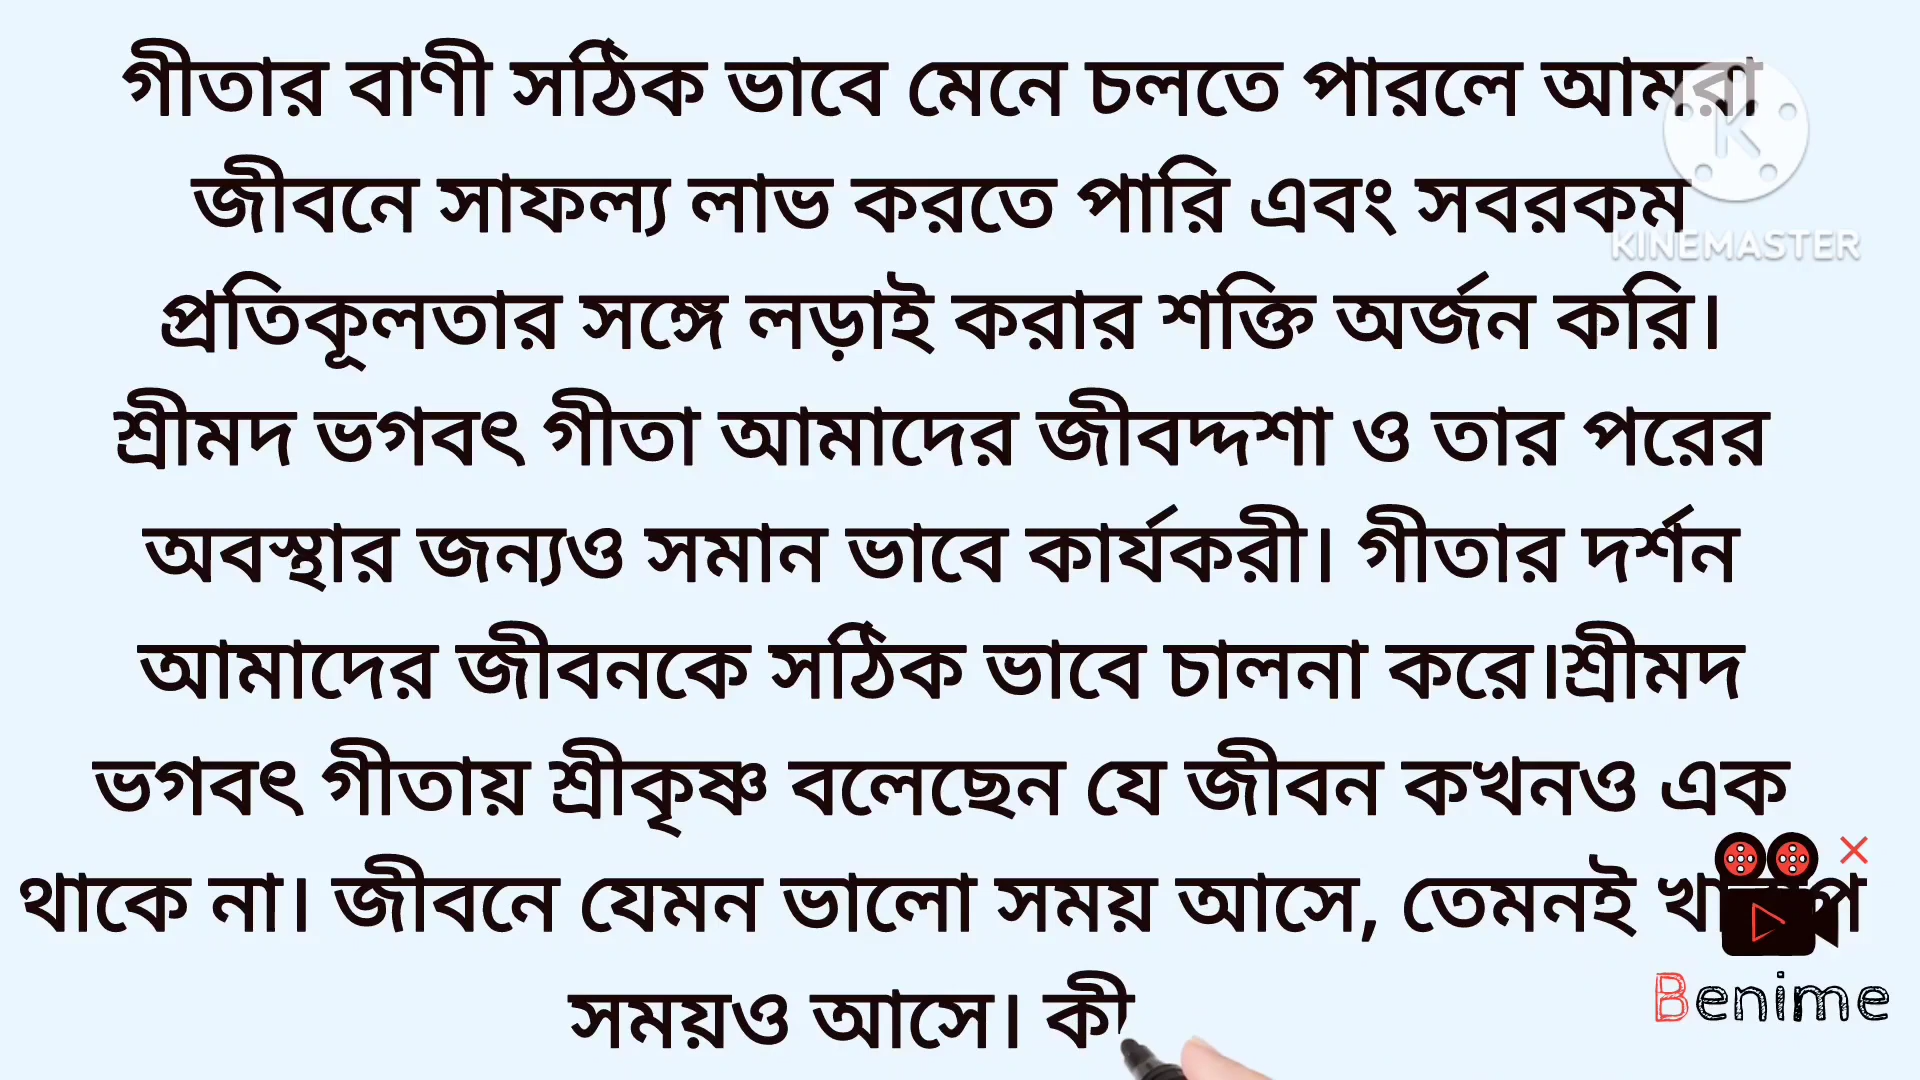 গীতার বাণী সঠিক ভাবে মেনে চলতে পারলে আমরা
জীবনে সাফল্য লাভ করতে পারি এবং সবরকম
KINEMASTER
প্রতিকূলতার সঙ্গে লড়াই করার শক্তি অর্জন করি।
শ্রীমদ ভগবৎ গীতা আমাদের জীবদ্দশা ও তার পরের
অবস্থার জন্যও সমান ভাবে কার্যকরী। গীতার দর্শন
আমাদের জীবনকে সঠিক ভাবে চালনা করে।শ্রীমদ
ভগবৎ গীতায় শ্রীকৃষ্ণ বলেছেন যে জীবন কখনও এক
থাকে না। জীবনে যেমন ভালো সময় আসে, তেমনই
সময়ও আসে। কী
Benime